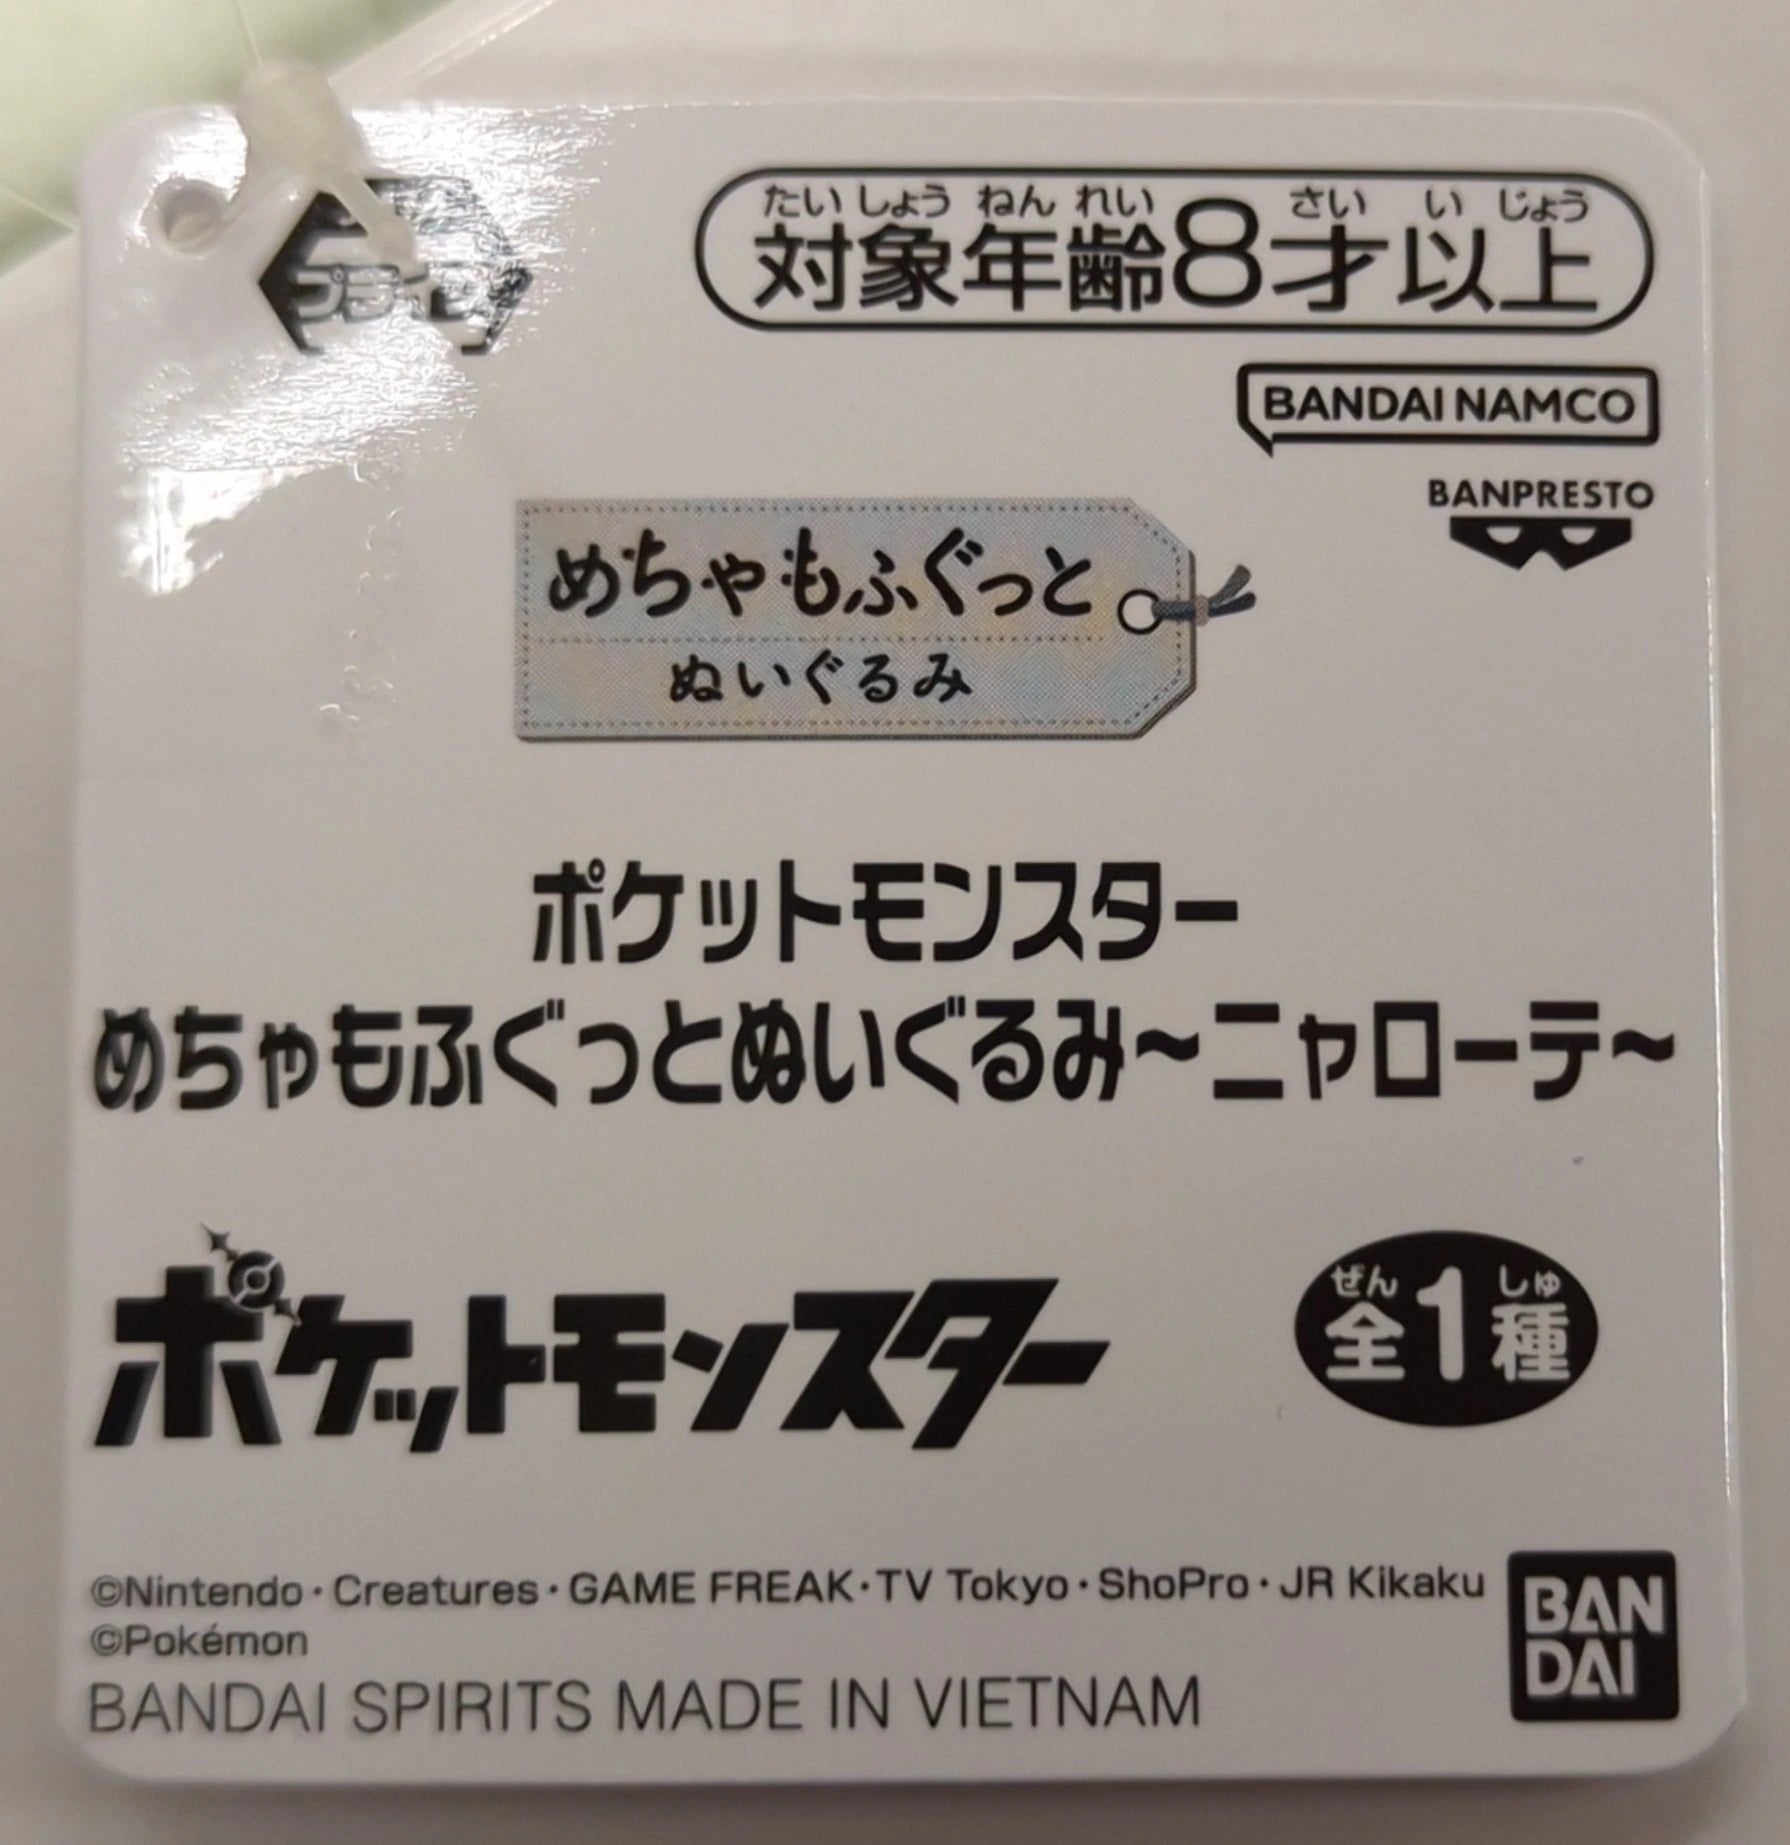 たいしょうねんれい さい い じょう
対象年齢8才以上
BANDAI NAMCO
BANPRESTO
めちゃもふぐっと
ぬいぐるみ
ポケットモンスター
めちゃもふぐっとぬいぐるみ〜ニャローテ〜
ポケットモンスター
ぜん しゅ
全1種
©Nintendo・Creatures・GAME FREAK・TV Tokyo・ShoPro・JR Kikaku
©Pokémon
BANDAI SPIRITS MADE IN VIETNAM
BAN
DAI